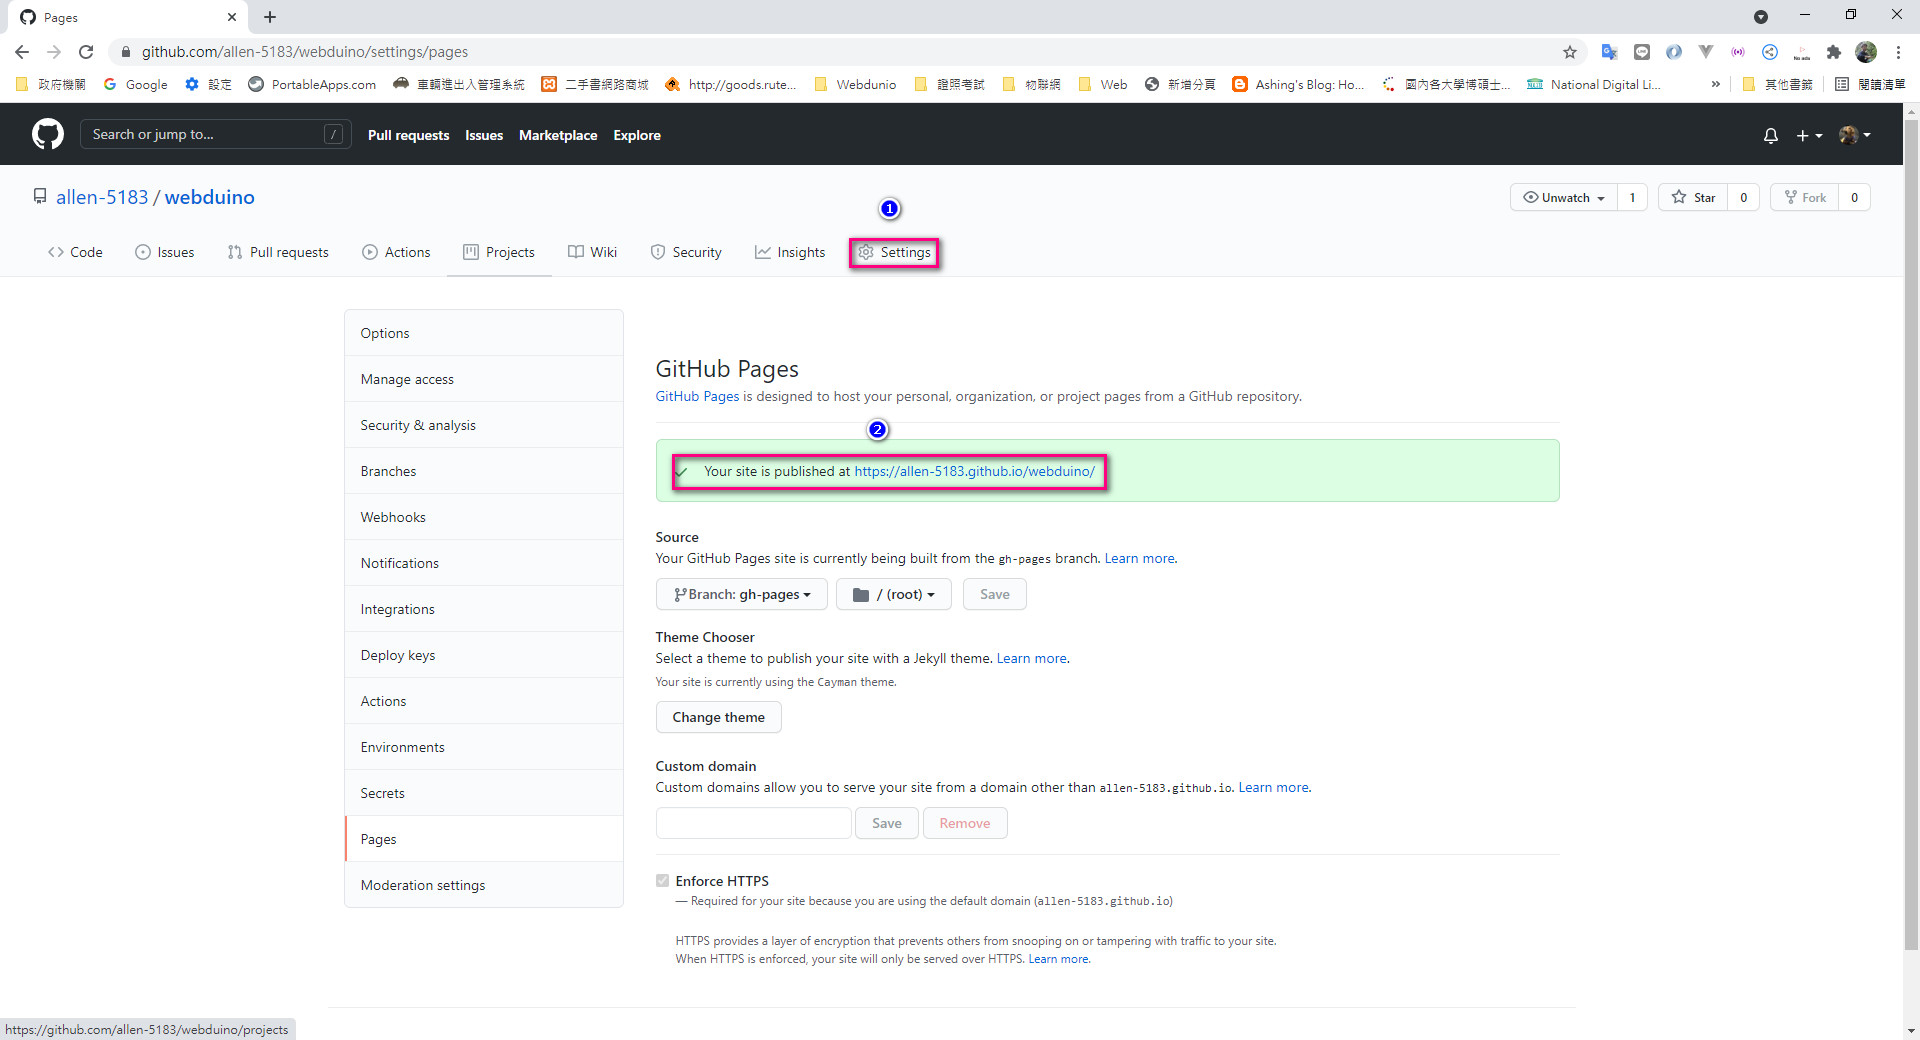 Pages
github.com/allen-5183/webduino/settings/pages
政府機關 Google 設定 PortableApps.com 車輛進出入管理系統 二手書網路商城 http://goods.rute... Webdunio 證照考試 物聯網 Web 新增分頁 Ashing's Blog: Ho... 國內各大學博碩士... National Digital Li... » 其他書籤 閱讀清單
Search or jump to... / Pull requests Issues Marketplace Explore
allen-5183 / webduino Unwatch 1 Star 0 Fork 0
1
Code Issues Pull requests Actions Projects Wiki Security Insights Settings
Options
Manage access
Security & analysis
Branches
Webhooks
Notifications
Integrations
Deploy keys
Actions
Environments
Secrets
Pages
Moderation settings
GitHub Pages
GitHub Pages is designed to host your personal, organization, or project pages from a GitHub repository.
2
Your site is published at https://allen-5183.github.io/webduino/
Source
Your GitHub Pages site is currently being built from the gh-pages branch. Learn more.
Branch: gh-pages / (root) Save
Theme Chooser
Select a theme to publish your site with a Jekyll theme. Learn more.
Your site is currently using the Cayman theme.
Change theme
Custom domain
Custom domains allow you to serve your site from a domain other than allen-5183.github.io. Learn more.
Save Remove
Enforce HTTPS
— Required for your site because you are using the default domain (allen-5183.github.io)
HTTPS provides a layer of encryption that prevents others from snooping on or tampering with traffic to your site.
When HTTPS is enforced, your site will only be served over HTTPS. Learn more.
https://github.com/allen-5183/webduino/projects